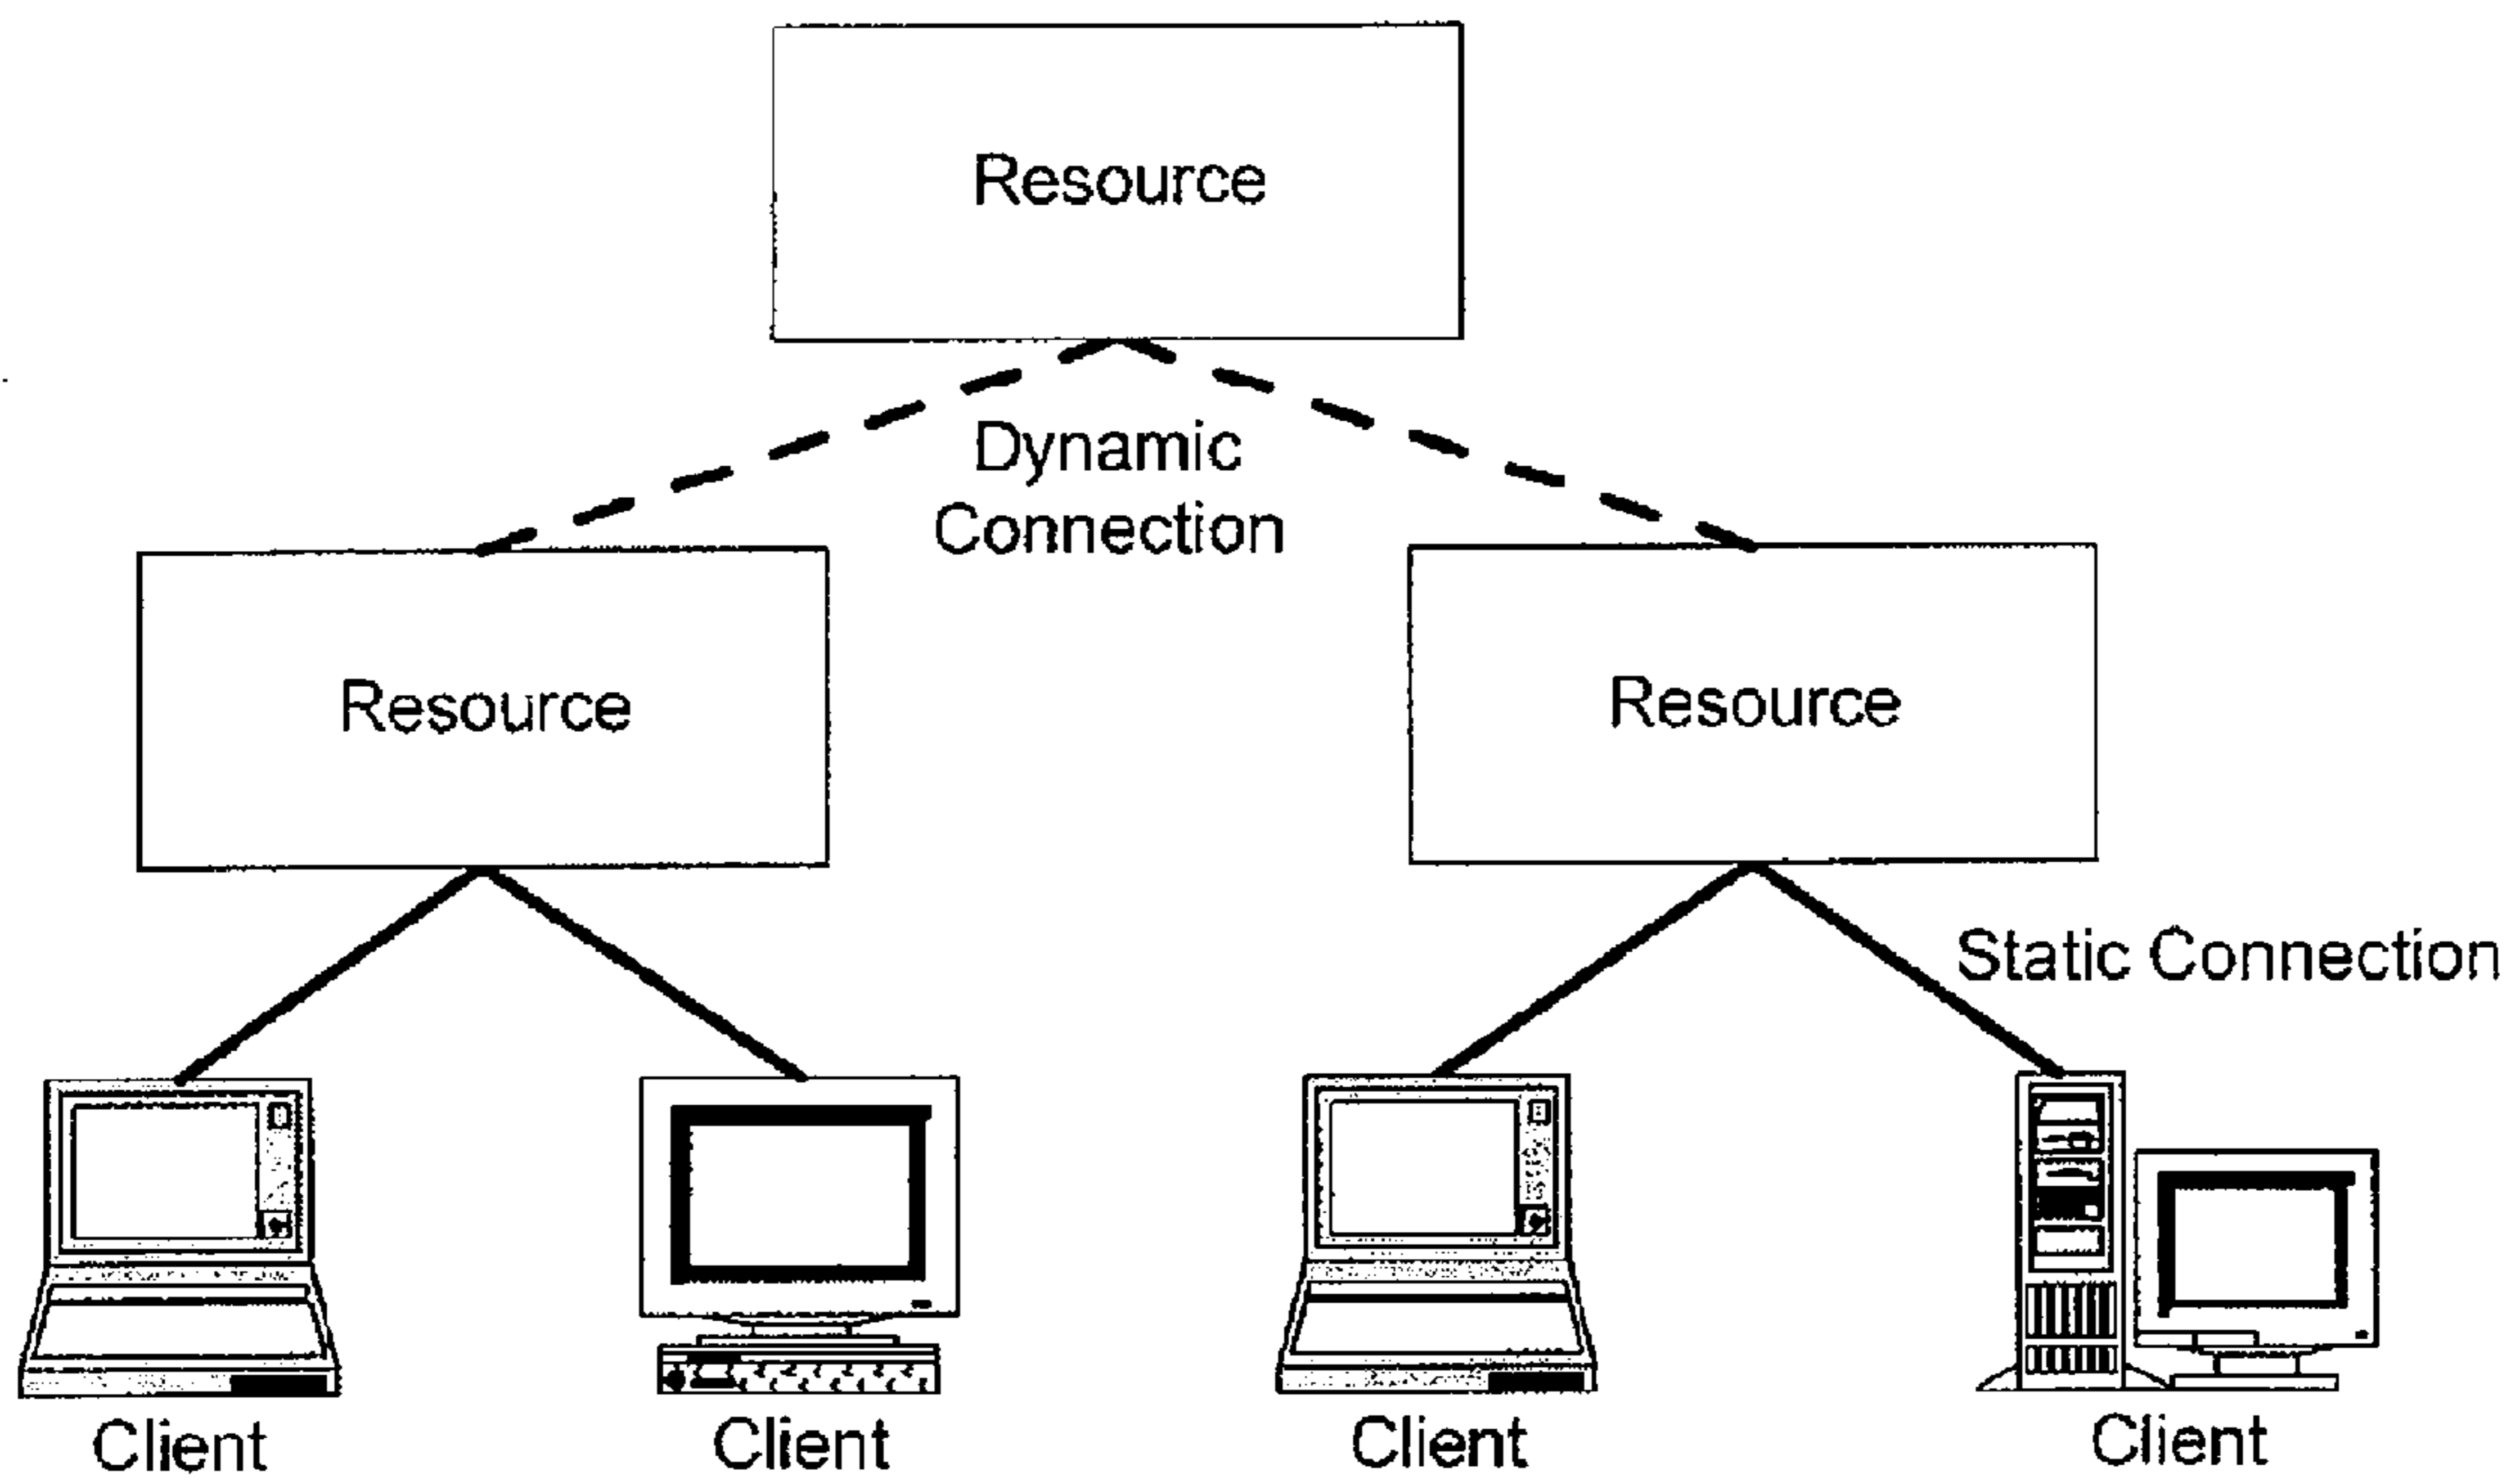 Resource
Dynamic
Connection
Resource
Resource
Static Connection
Client
Client
Client
Client